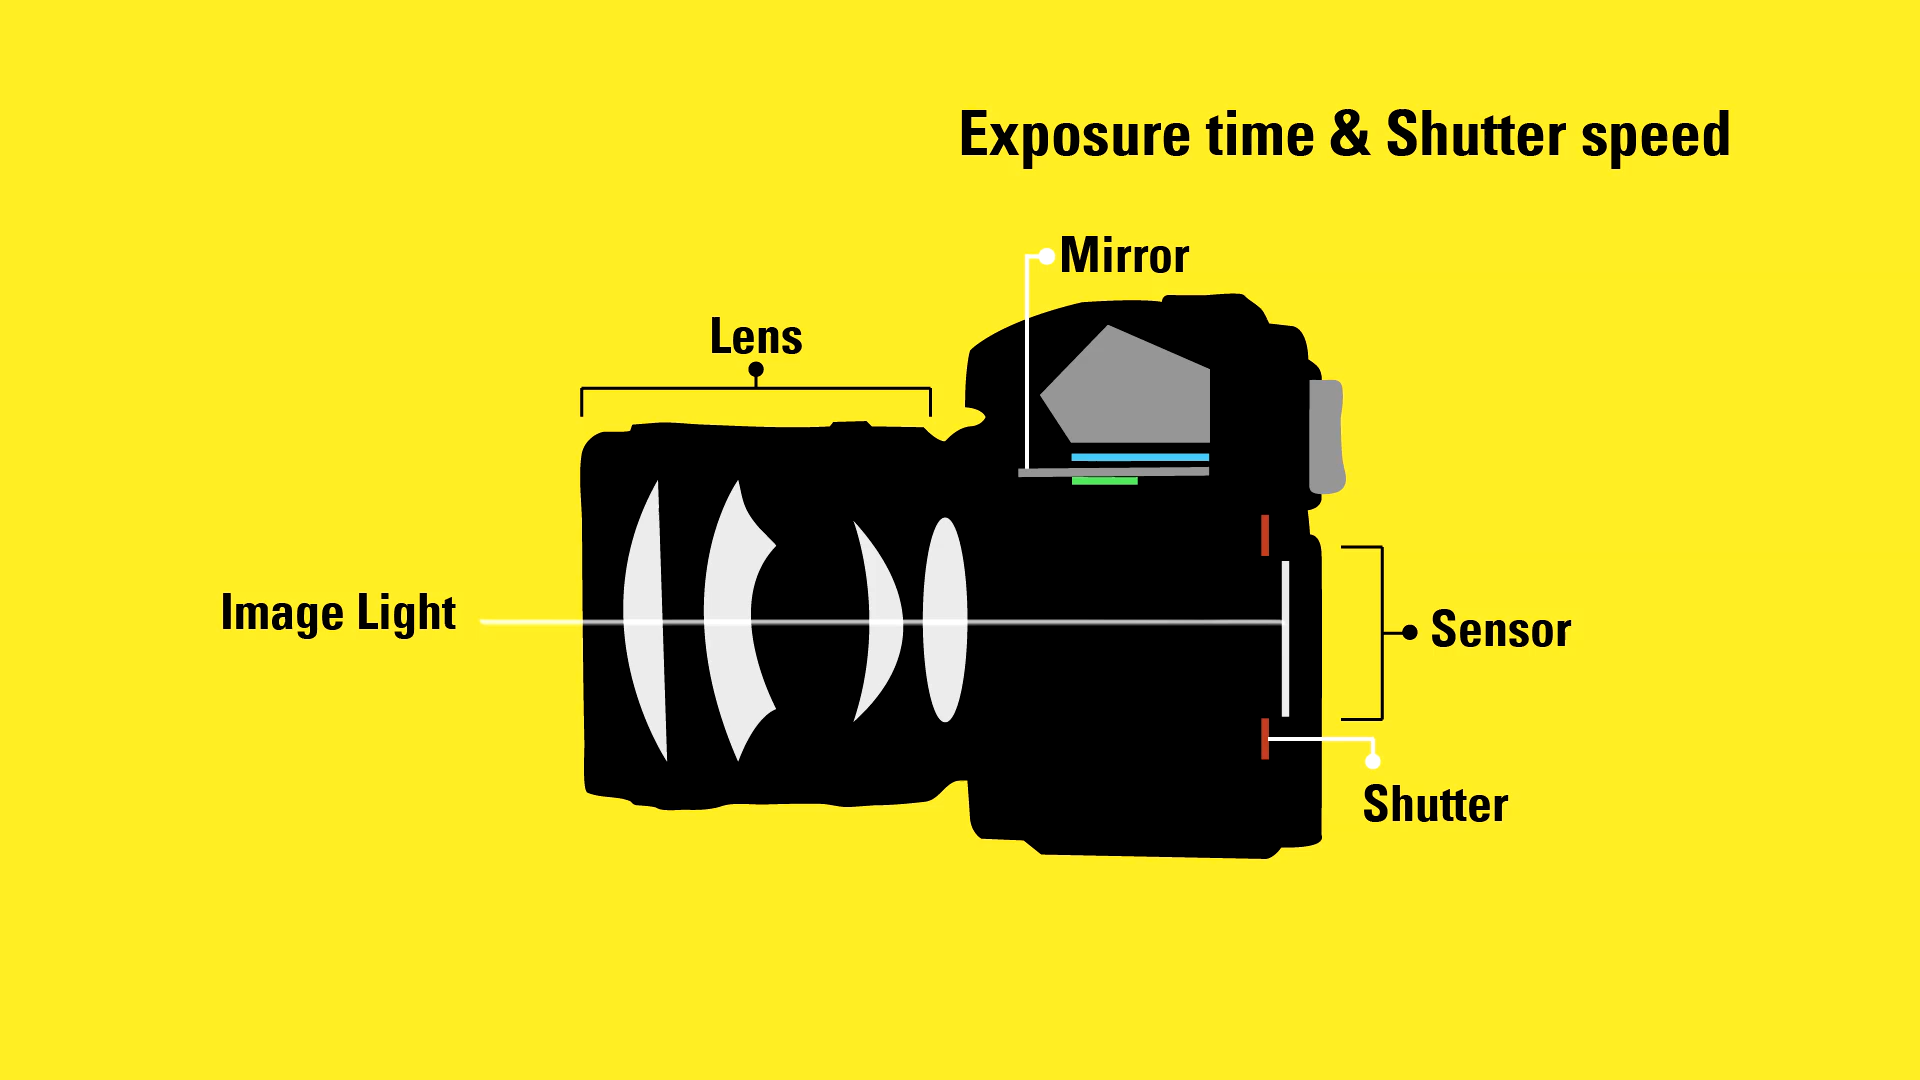 Exposure time & Shutter speed
Mirror
Lens
Image Light
Sensor
Shutter